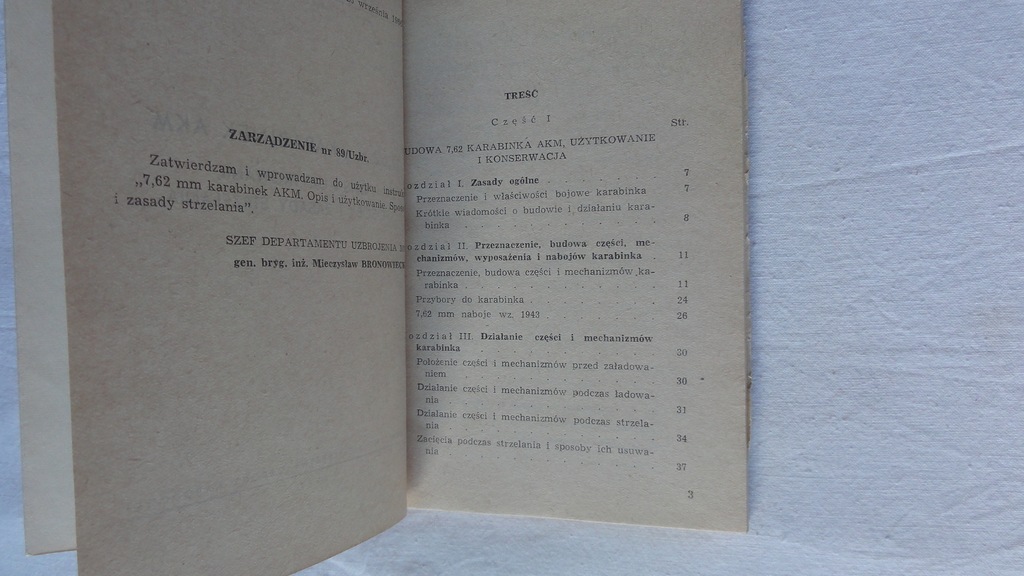 września
ZARZĄDZENIE nr 89/Uzbr.
Zatwierdzam i wprowadzam do użytku
„7,62 mm karabinek AKM. Opis i użytkowanie.
i zasady strzelania".
SZEF DEPARTAMENTU UZBROJENIA
gen. bryg. inż. Mieczysław BRONOWIEC
TREŚĆ
Część I
Str.
UDOWA 7,62 KARABINKA AKM, UŻYTKOWANIE
I KONSERWACJA
ozdział I. Zasady ogólne . . . . . . . . 7
Przeznaczenie i właściwości bojowe karabinka 7
Krótkie wiadomości o budowie i działaniu kara-
binka . . . . . . . . . . . 8
ozdział II. Przeznaczenie, budowa części, me-
chanizmów, wyposażenia i nabojów karabinka . 11
Przeznaczenie, budowa części i mechanizmów ka-
rabinka . . . . . . . . . . 11
Przybory do karabinka . . . . . . . 24
7,62 mm naboje wz. 1943 . . . . . . 26
ozdział III. Działanie części i mechanizmów
karabinka . . . . . . . . . . 30
Położenie części i mechanizmów przed załadowa-
niem . . . . . . . . . . . 30
Działanie części i mechanizmów podczas ładowa-
nia . . . . . . . . . . . 31
Działanie części i mechanizmów podczas strzela-
nia . . . . . . . . . . . 34
Zacięcia podczas strzelania i sposoby ich usuwa-
nia . . . . . . . . . . . 37
3